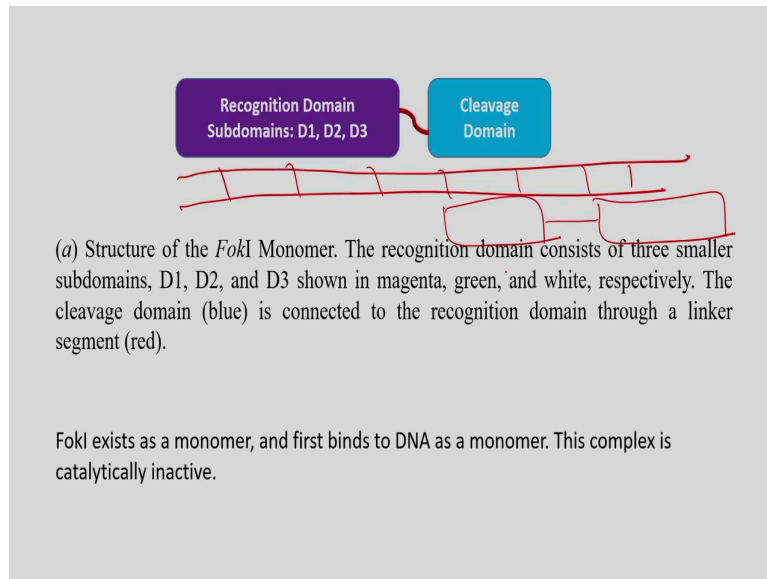 Recognition Domain
Subdomains: D1, D2, D3
Cleavage
Domain
(a) Structure of the FokI Monomer. The recognition domain consists of three smaller
subdomains, D1, D2, and D3 shown in magenta, green, and white, respectively. The
cleavage domain (blue) is connected to the recognition domain through a linker
segment (red).
FokI exists as a monomer, and first binds to DNA as a monomer. This complex is
catalytically inactive.